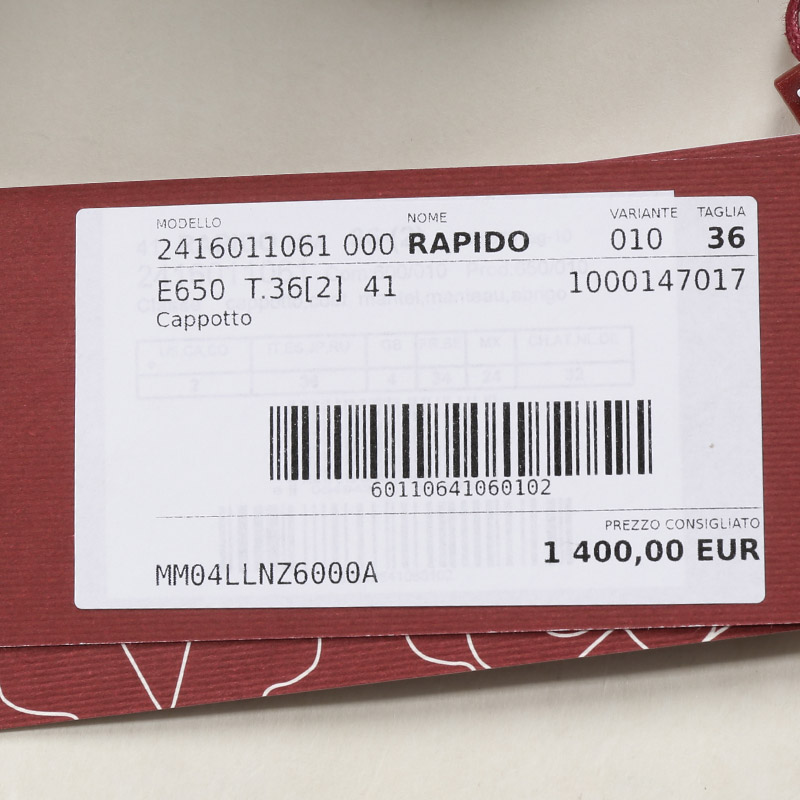 MODELLO NOME VARIANTE TAGLIA
2416011061 000 RAPIDO 010 36
E650 T.36[2] 41 1000147017
Cappotto
60110641060102
PREZZO CONSIGLIATO
1 400,00 EUR
MM04LLNZ6000A